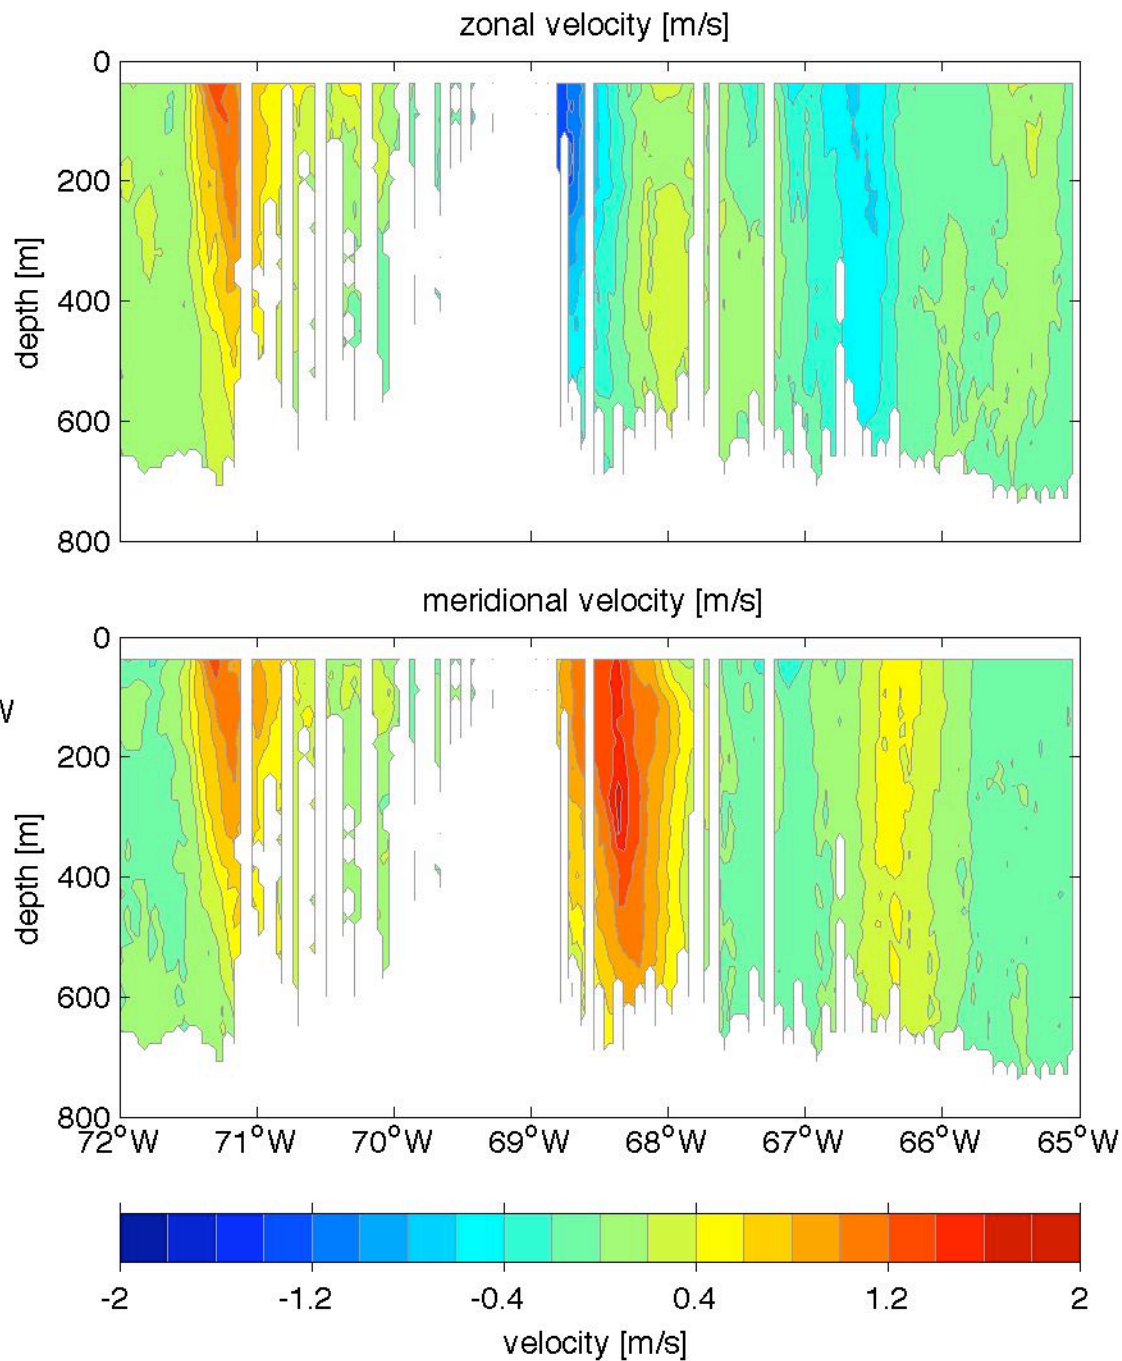 zonal velocity [m/s]
0
200
400
600
800
depth [m]
meridional velocity [m/s]
0
200
400
600
800
depth [m]
W
72°W 71°W 70°W 69°W 68°W 67°W 66°W 65°W
-2 -1.2 -0.4 0.4 1.2 2
velocity [m/s]